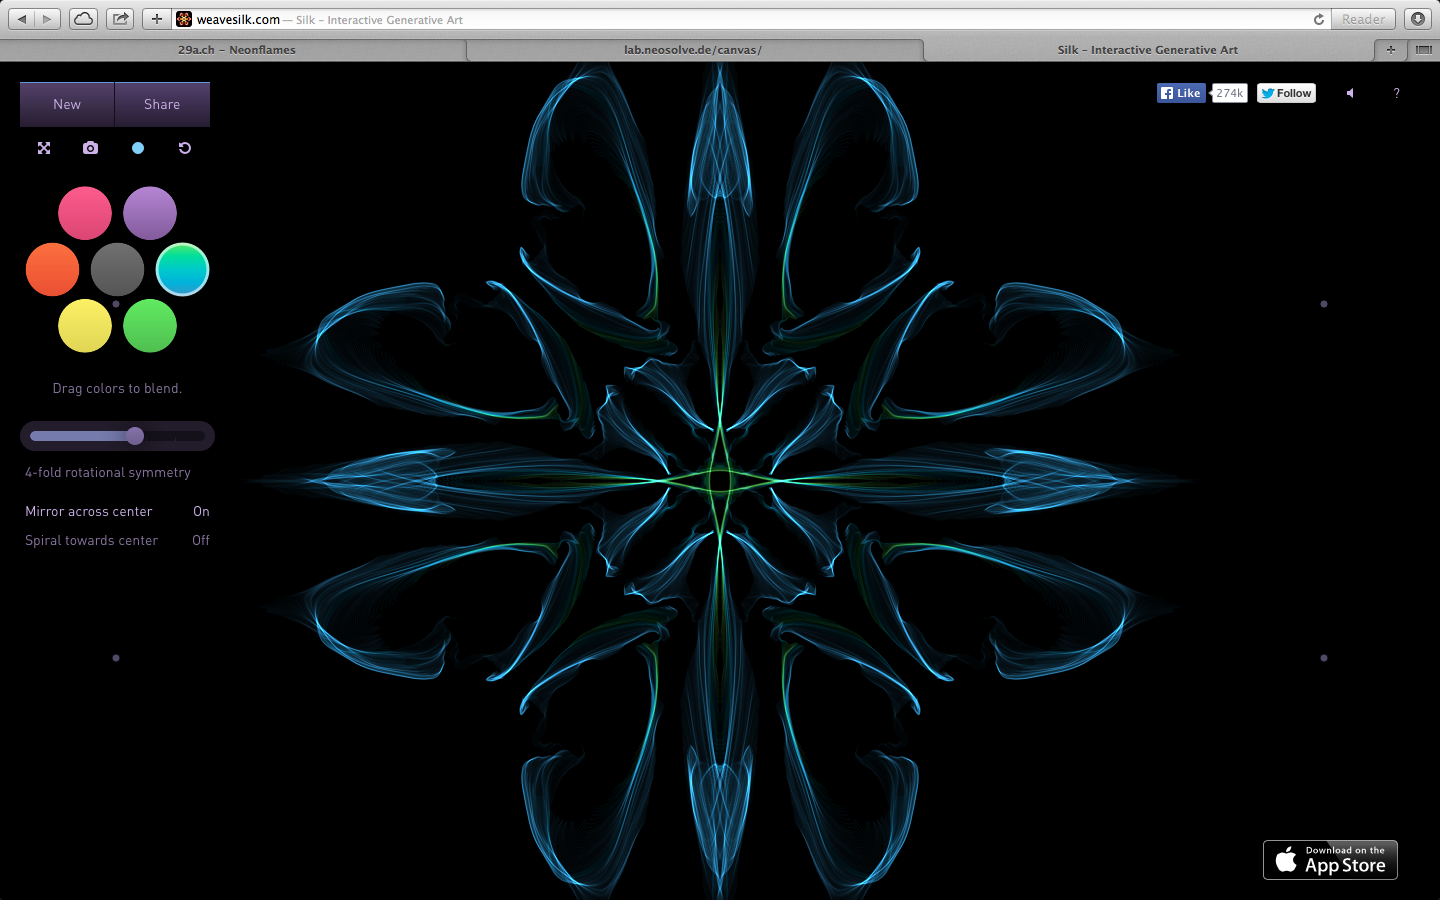 weavesilk.com — Silk – Interactive Generative Art
Reader
29a.ch – Neonflames
lab.neosolve.de/canvas/
Silk – Interactive Generative Art
New
Share
Like
274k
Follow
?
Drag colors to blend.
4-fold rotational symmetry
Mirror across center On
Spiral towards center Off
Download on the
App Store